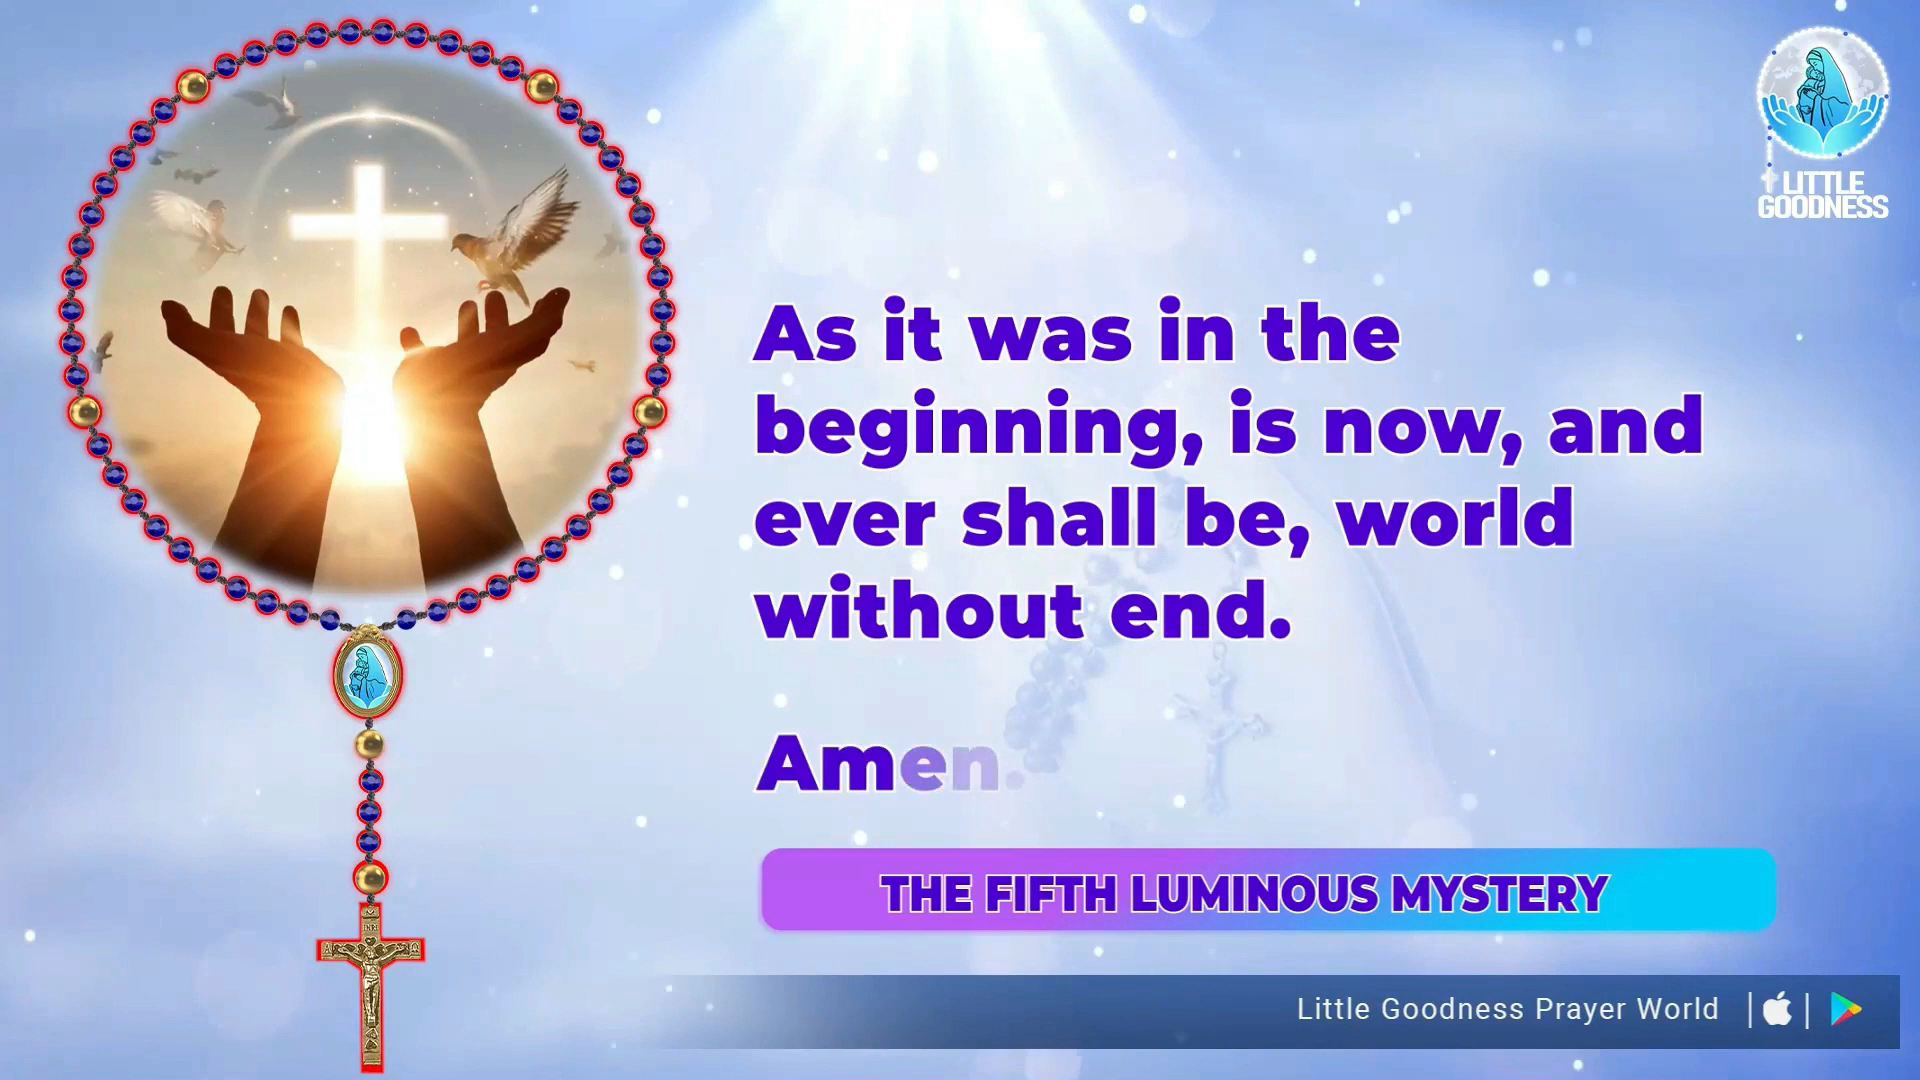 LITTLE
GOODNESS
As it was in the
beginning, is now, and
ever shall be, world
without end.
Amen.
THE FIFTH LUMINOUS MYSTERY
INRI
Little Goodness Prayer World